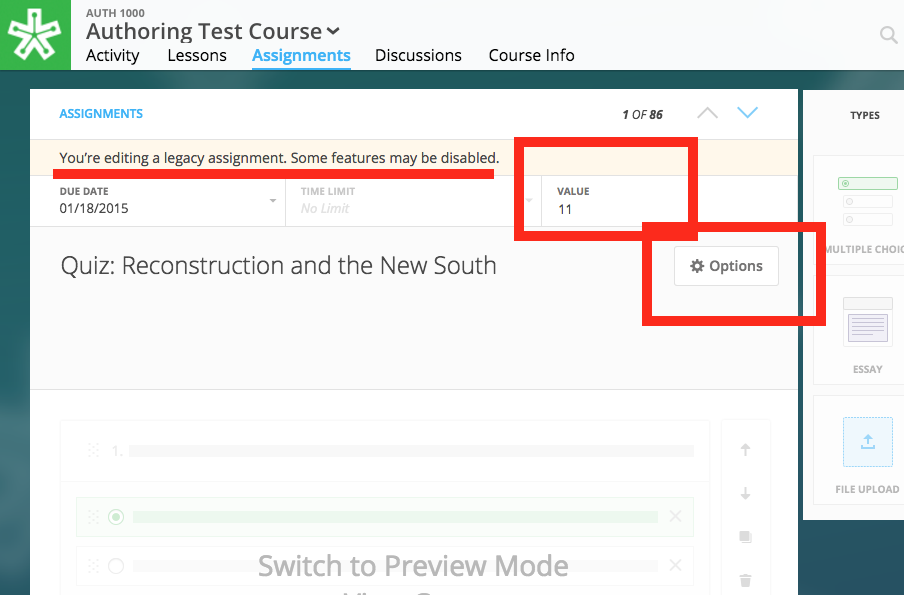 AUTH 1000
Authoring Test Course
Activity Lessons Assignments Discussions Course Info
ASSIGNMENTS
1 OF 86
TYPES
You're editing a legacy assignment. Some features may be disabled.
DUE DATE
01/18/2015
TIME LIMIT
No Limit
VALUE
11
Quiz: Reconstruction and the New South
Options
MULTIPLE
ESSAY
FILE UPLOAD
1.
Switch to Preview Mode